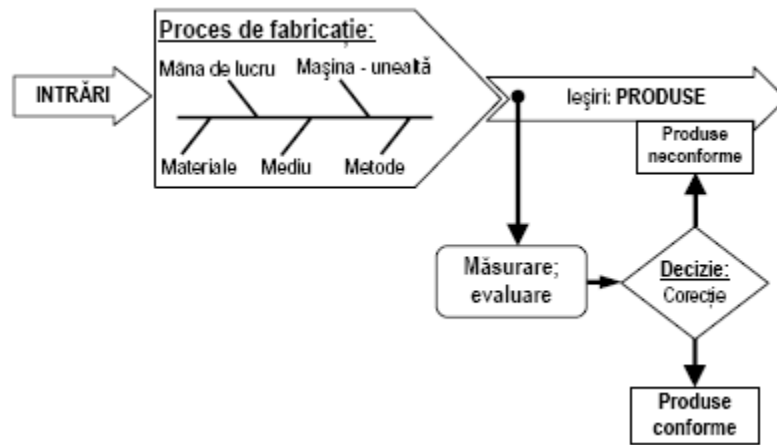 Proces de fabricație:
Mâna de lucru
Mașina - unealtă
INTRĂRI
Materiale
Mediu
Metode
Ieșiri: PRODUSE
Produse
neconforme
Măsurare;
evaluare
Decizie:
Corecție
Produse
conforme